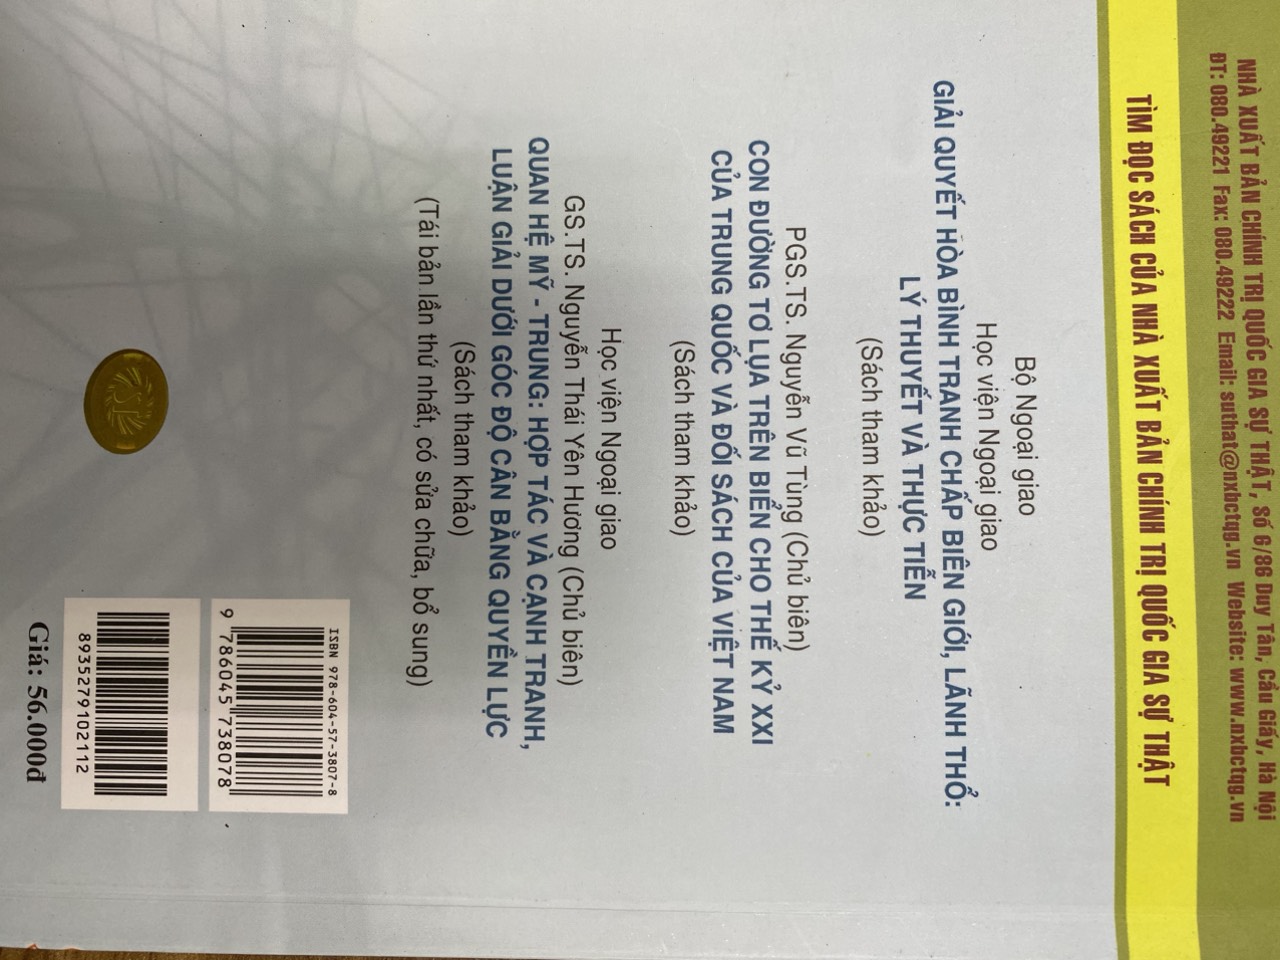 NHÀ XUẤT BẢN CHÍNH TRỊ QUỐC GIA SỰ THẬT, Số 6/86 Duy Tân, Cầu Giấy, Hà Nội
ĐT: 080.49221 Fax: 080.49222 Email: suthat@nxbctqg.vn Website: www.nxbctqg.vn
TÌM ĐỌC SÁCH CỦA NHÀ XUẤT BẢN CHÍNH TRỊ QUỐC GIA SỰ THẬT
Bộ Ngoại giao
Học viện Ngoại giao
GIẢI QUYẾT HÒA BÌNH TRANH CHẤP BIÊN GIỚI, LÃNH THỔ:
LÝ THUYẾT VÀ THỰC TIỄN
(Sách tham khảo)
PGS.TS. Nguyễn Vũ Tùng (Chủ biên)
CON ĐƯỜNG TƠ LỤA TRÊN BIỂN CHO THẾ KỶ XXI
CỦA TRUNG QUỐC VÀ ĐỐI SÁCH CỦA VIỆT NAM
(Sách tham khảo)
Học viện Ngoại giao
GS.TS. Nguyễn Thái Yên Hương (Chủ biên)
QUAN HỆ MỸ - TRUNG: HỢP TÁC VÀ CẠNH TRANH,
LUẬN GIẢI DƯỚI GÓC ĐỘ CÂN BẰNG QUYỀN LỰC
(Sách tham khảo)
(Tái bản lần thứ nhất, có sửa chữa, bổ sung)
ISBN 978-604-57-3807-8
9 786045 738078
8935279102112
Giá: 56.000đ